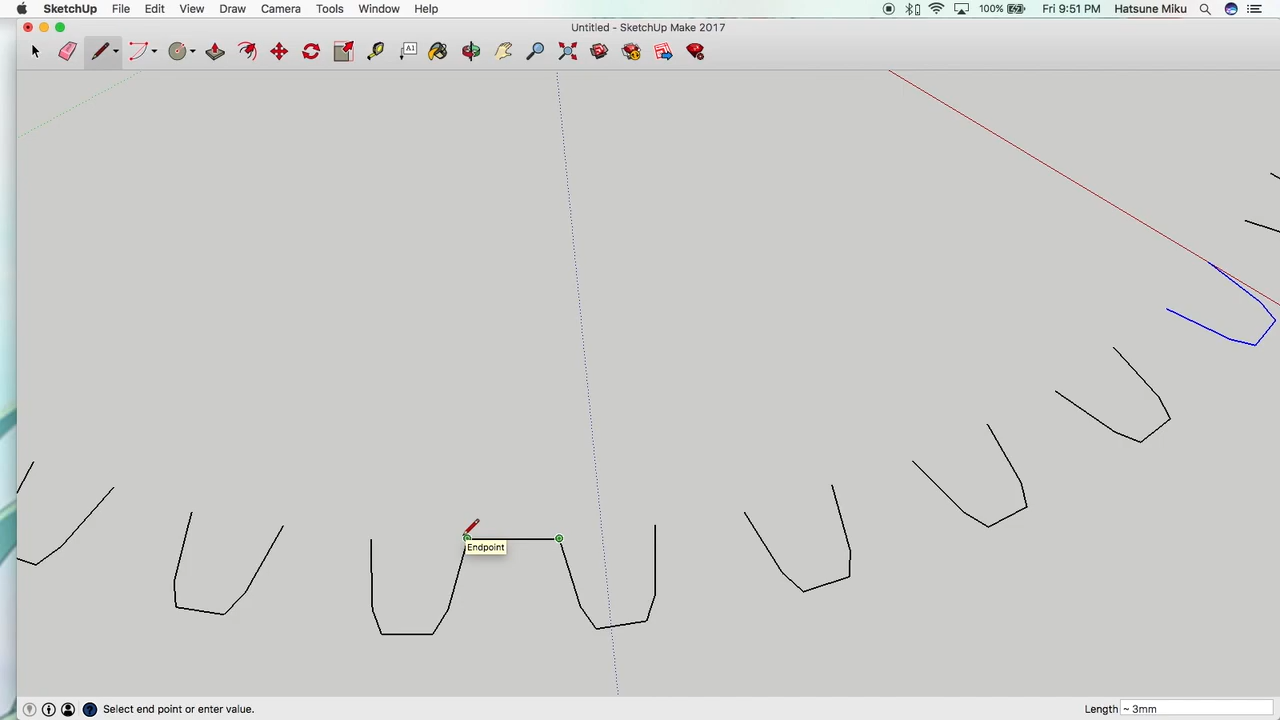 SketchUp File Edit View Draw Camera Tools Window Help 100% Fri 9:51 PM Hatsune Miku
Untitled - SketchUp Make 2017
A1
Endpoint
Select end point or enter value. Length ~ 3mm